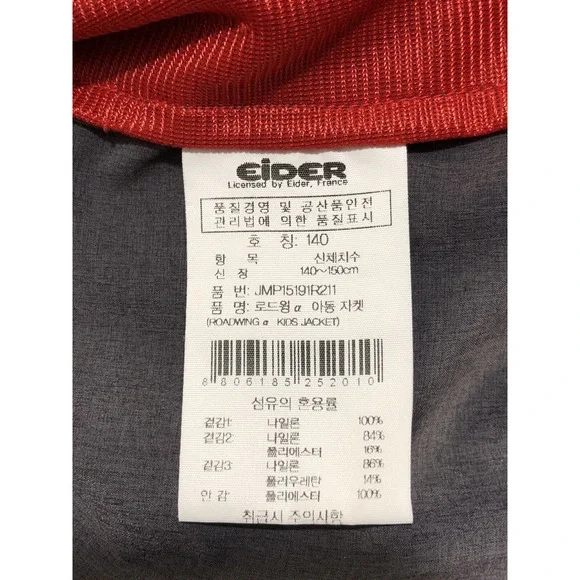 EiDER
Licensed by Eider, France
품질경영 및 공산품안전
관리법에 의한 품질표시
호 칭: 140
항 목 신체치수
신 장 140~150cm
품 번: JMP15191R211
품 명: 로드윙α 아동 자켓
(ROADWING α KIDS JACKET)
8 806185 252010
섬유의 혼용률
겉감1: 나일론 100%
겉감2: 나일론 84%
폴리에스터 16%
겉감3: 나일론 86%
폴리우레탄 14%
안 감: 폴리에스터 100%
취급시 주의사항